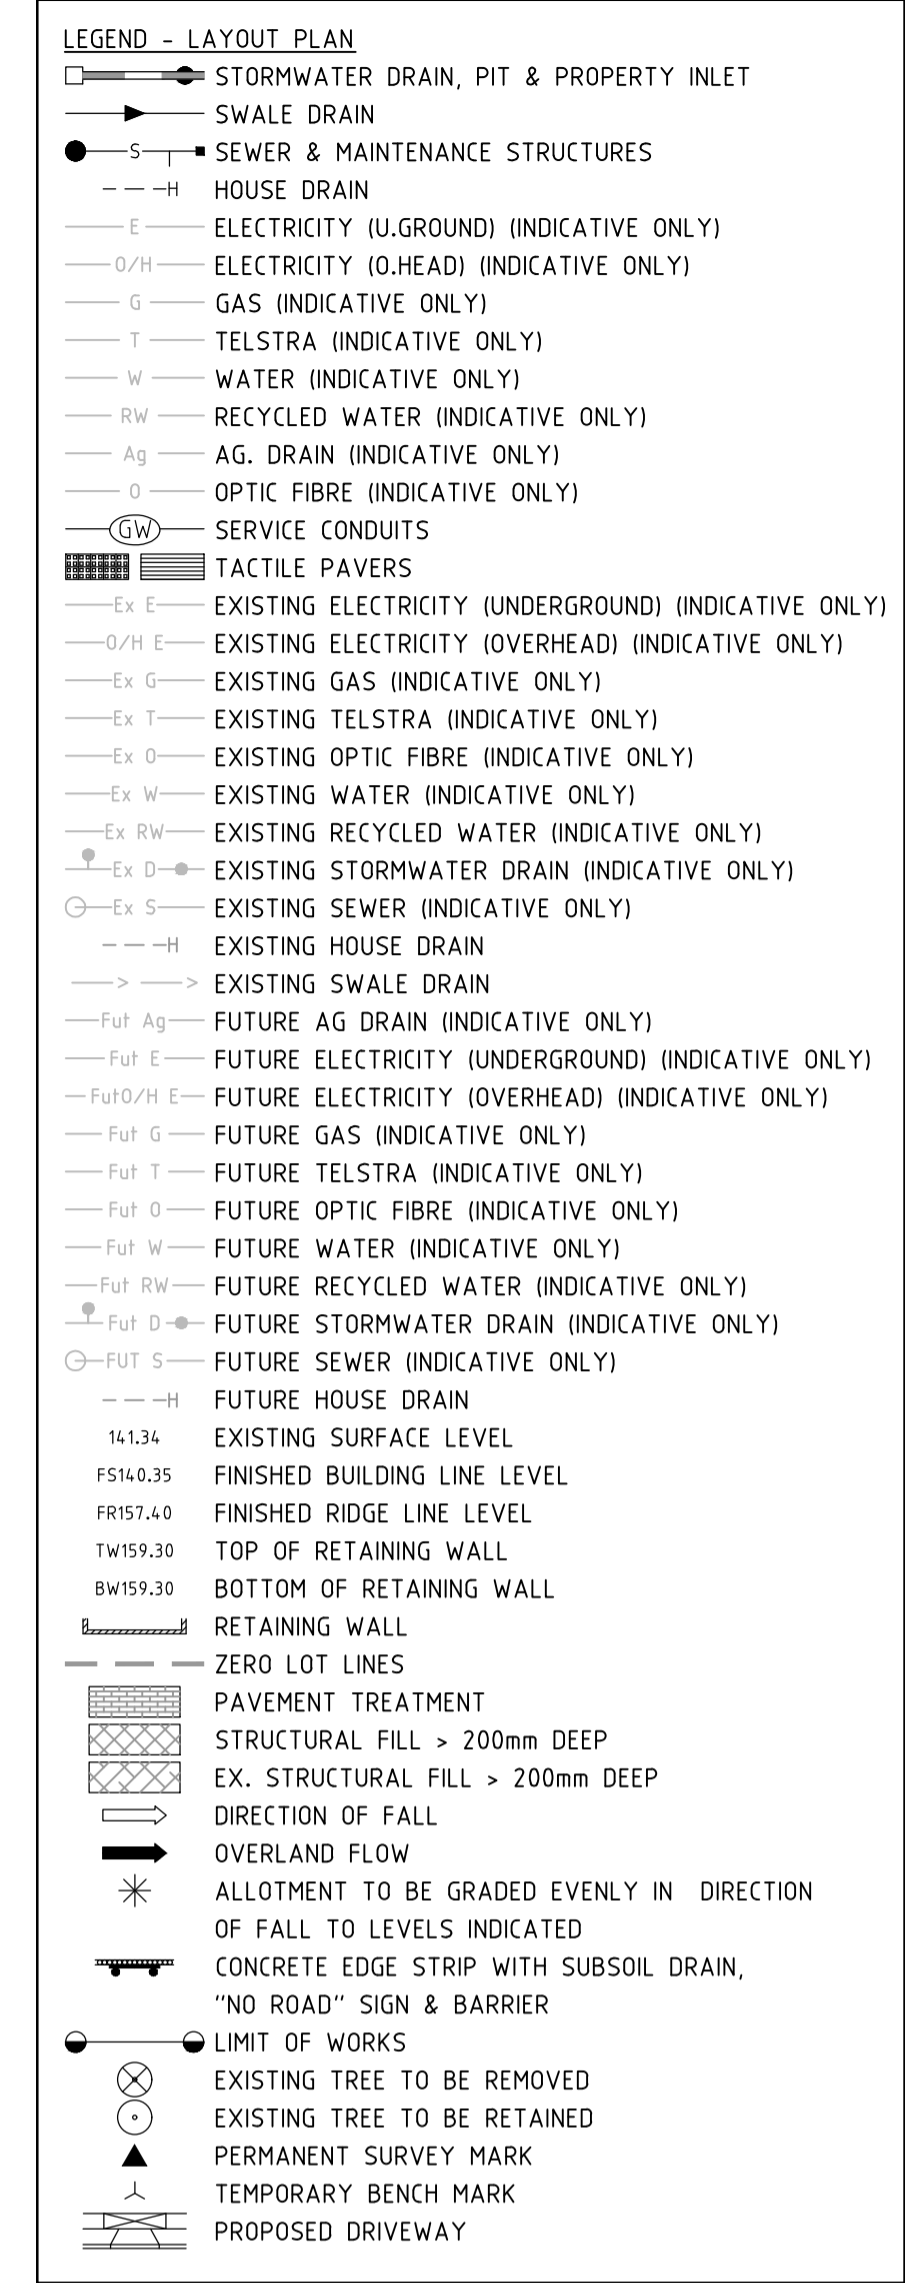 LEGEND - LAYOUT PLAN
STORMWATER DRAIN, PIT & PROPERTY INLET
SWALE DRAIN
S SEWER & MAINTENANCE STRUCTURES
H HOUSE DRAIN
E ELECTRICITY (U.GROUND) (INDICATIVE ONLY)
O/H ELECTRICITY (O.HEAD) (INDICATIVE ONLY)
G GAS (INDICATIVE ONLY)
T TELSTRA (INDICATIVE ONLY)
W WATER (INDICATIVE ONLY)
RW RECYCLED WATER (INDICATIVE ONLY)
Ag AG. DRAIN (INDICATIVE ONLY)
O OPTIC FIBRE (INDICATIVE ONLY)
GW SERVICE CONDUITS
TACTILE PAVERS
Ex E EXISTING ELECTRICITY (UNDERGROUND) (INDICATIVE ONLY)
O/H E EXISTING ELECTRICITY (OVERHEAD) (INDICATIVE ONLY)
Ex G EXISTING GAS (INDICATIVE ONLY)
Ex T EXISTING TELSTRA (INDICATIVE ONLY)
Ex O EXISTING OPTIC FIBRE (INDICATIVE ONLY)
Ex W EXISTING WATER (INDICATIVE ONLY)
Ex RW EXISTING RECYCLED WATER (INDICATIVE ONLY)
Ex D EXISTING STORMWATER DRAIN (INDICATIVE ONLY)
Ex S EXISTING SEWER (INDICATIVE ONLY)
H EXISTING HOUSE DRAIN
> > EXISTING SWALE DRAIN
Fut Ag FUTURE AG DRAIN (INDICATIVE ONLY)
Fut E FUTURE ELECTRICITY (UNDERGROUND) (INDICATIVE ONLY)
FutO/H E FUTURE ELECTRICITY (OVERHEAD) (INDICATIVE ONLY)
Fut G FUTURE GAS (INDICATIVE ONLY)
Fut T FUTURE TELSTRA (INDICATIVE ONLY)
Fut O FUTURE OPTIC FIBRE (INDICATIVE ONLY)
Fut W FUTURE WATER (INDICATIVE ONLY)
Fut RW FUTURE RECYCLED WATER (INDICATIVE ONLY)
Fut D FUTURE STORMWATER DRAIN (INDICATIVE ONLY)
FUT S FUTURE SEWER (INDICATIVE ONLY)
H FUTURE HOUSE DRAIN
141.34 EXISTING SURFACE LEVEL
FS140.35 FINISHED BUILDING LINE LEVEL
FR157.40 FINISHED RIDGE LINE LEVEL
TW159.30 TOP OF RETAINING WALL
BW159.30 BOTTOM OF RETAINING WALL
RETAINING WALL
ZERO LOT LINES
PAVEMENT TREATMENT
STRUCTURAL FILL > 200mm DEEP
EX. STRUCTURAL FILL > 200mm DEEP
DIRECTION OF FALL
OVERLAND FLOW
ALLOTMENT TO BE GRADED EVENLY IN DIRECTION
OF FALL TO LEVELS INDICATED
CONCRETE EDGE STRIP WITH SUBSOIL DRAIN,
"NO ROAD" SIGN & BARRIER
LIMIT OF WORKS
EXISTING TREE TO BE REMOVED
EXISTING TREE TO BE RETAINED
PERMANENT SURVEY MARK
TEMPORARY BENCH MARK
PROPOSED DRIVEWAY